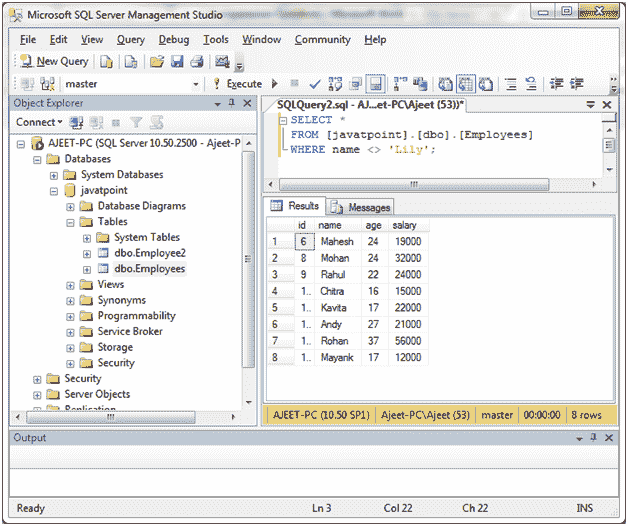 Microsoft SQL Server Management Studio
File Edit View Query Debug Tools Window Community Help
New Query
master Execute
Object Explorer
Connect
AJEET-PC (SQL Server 10.50.2500 - Ajeet-P
Databases
System Databases
javatpoint
Database Diagrams
Tables
System Tables
dbo.Employee2
dbo.Employees
Views
Synonyms
Programmability
Service Broker
Storage
Security
Security
Server Objects
Replication
SQLQuery2.sql - AJ...et-PC\Ajeet (53))*
SELECT *
FROM [javatpoint].[dbo].[Employees]
WHERE name <> 'Lily';
Results Messages
id name age salary
1 6 Mahesh 24 19000
2 8 Mohan 24 32000
3 9 Rahul 22 24000
4 1.. Chitra 16 15000
5 1.. Kavita 17 22000
6 1.. Andy 27 21000
7 1.. Rohan 37 56000
8 1.. Mayank 17 12000
AJEET-PC (10.50 SP1) Ajeet-PC\Ajeet (53) master 00:00:00 8 rows
Output
Ready Ln 3 Col 22 Ch 22 INS